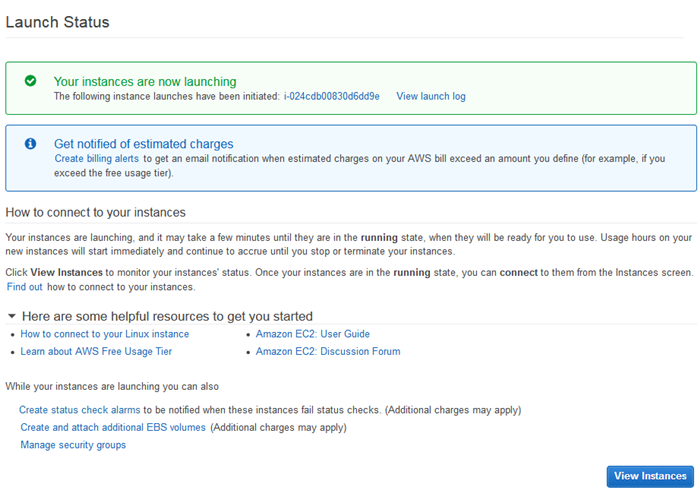 Launch Status
Your instances are now launching
The following instance launches have been initiated: i-024cdb00830d6dd9e View launch log
Get notified of estimated charges
Create billing alerts to get an email notification when estimated charges on your AWS bill exceed an amount you define (for example, if you
exceed the free usage tier).
How to connect to your instances
Your instances are launching, and it may take a few minutes until they are in the running state, when they will be ready for you to use. Usage hours on your
new instances will start immediately and continue to accrue until you stop or terminate your instances.
Click View Instances to monitor your instances' status. Once your instances are in the running state, you can connect to them from the Instances screen.
Find out how to connect to your instances.
Here are some helpful resources to get you started
• How to connect to your Linux instance
• Amazon EC2: User Guide
• Learn about AWS Free Usage Tier
• Amazon EC2: Discussion Forum
While your instances are launching you can also
Create status check alarms to be notified when these instances fail status checks. (Additional charges may apply)
Create and attach additional EBS volumes (Additional charges may apply)
Manage security groups
View Instances